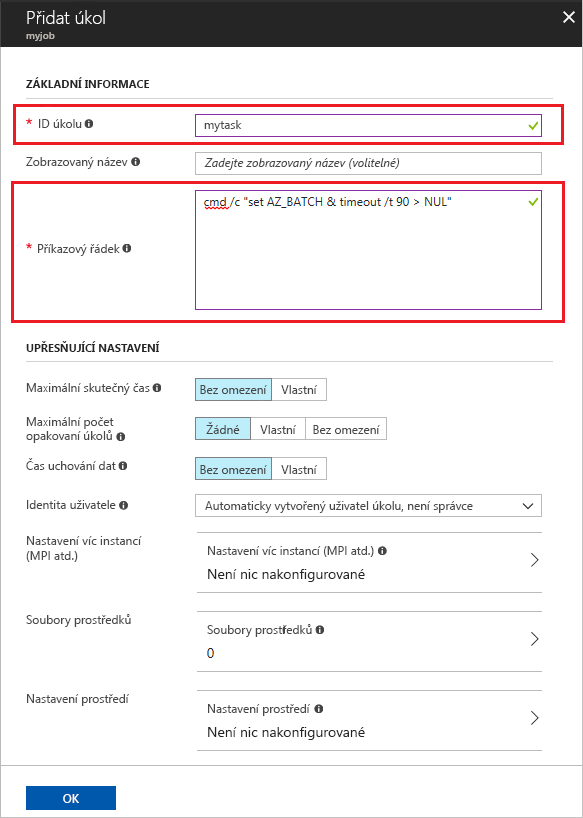 Přidat úkol
myjob
ZÁKLADNÍ INFORMACE
* ID úkolu
mytask
Zobrazovaný název
Zadejte zobrazovaný název (volitelné)
* Příkazový řádek
cmd /c "set AZ_BATCH & timeout /t 90 > NUL"
UPŘESŇUJÍCÍ NASTAVENÍ
Maximální skutečný čas
Bez omezení Vlastní
Maximální počet
opakovaní úkolů
Žádné Vlastní Bez omezení
Čas uchování dat
Bez omezení Vlastní
Identita uživatele
Automaticky vytvořený uživatel úkolu, není správce
Nastavení víc instancí
(MPI atd.)
Nastavení víc instancí (MPI atd.)
Není nic nakonfigurované
Soubory prostředků
Soubory prostředků
0
Nastavení prostředí
Nastavení prostředí
Není nic nakonfigurované
OK